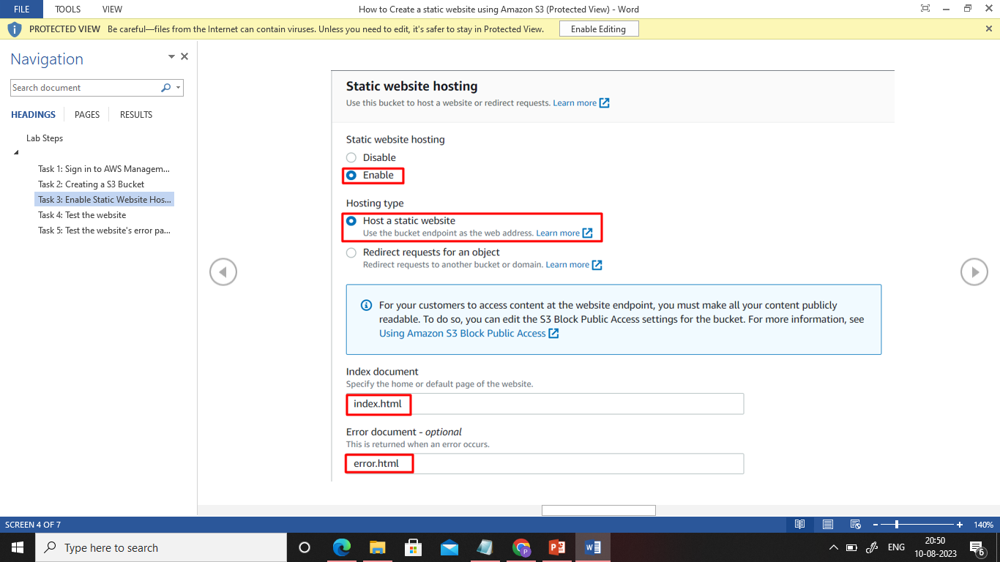 FILE TOOLS VIEW How to Create a static website using Amazon S3 (Protected View) - Word
PROTECTED VIEW Be careful—files from the Internet can contain viruses. Unless you need to edit, it's safer to stay in Protected View. Enable Editing
Navigation
Search document
HEADINGS PAGES RESULTS
Lab Steps
Task 1: Sign in to AWS Managem...
Task 2: Creating a S3 Bucket
Task 3: Enable Static Website Hos...
Task 4: Test the website
Task 5: Test the website's error pa...
Static website hosting
Use this bucket to host a website or redirect requests. Learn more
Static website hosting
Disable
Enable
Hosting type
Host a static website
Use the bucket endpoint as the web address. Learn more
Redirect requests for an object
Redirect requests to another bucket or domain. Learn more
For your customers to access content at the website endpoint, you must make all your content publicly
readable. To do so, you can edit the S3 Block Public Access settings for the bucket. For more information, see
Using Amazon S3 Block Public Access
Index document
Specify the home or default page of the website.
index.html
Error document - optional
This is returned when an error occurs.
error.html
SCREEN 4 OF 7 140%
Type here to search
ENG
20:50
10-08-2023
6